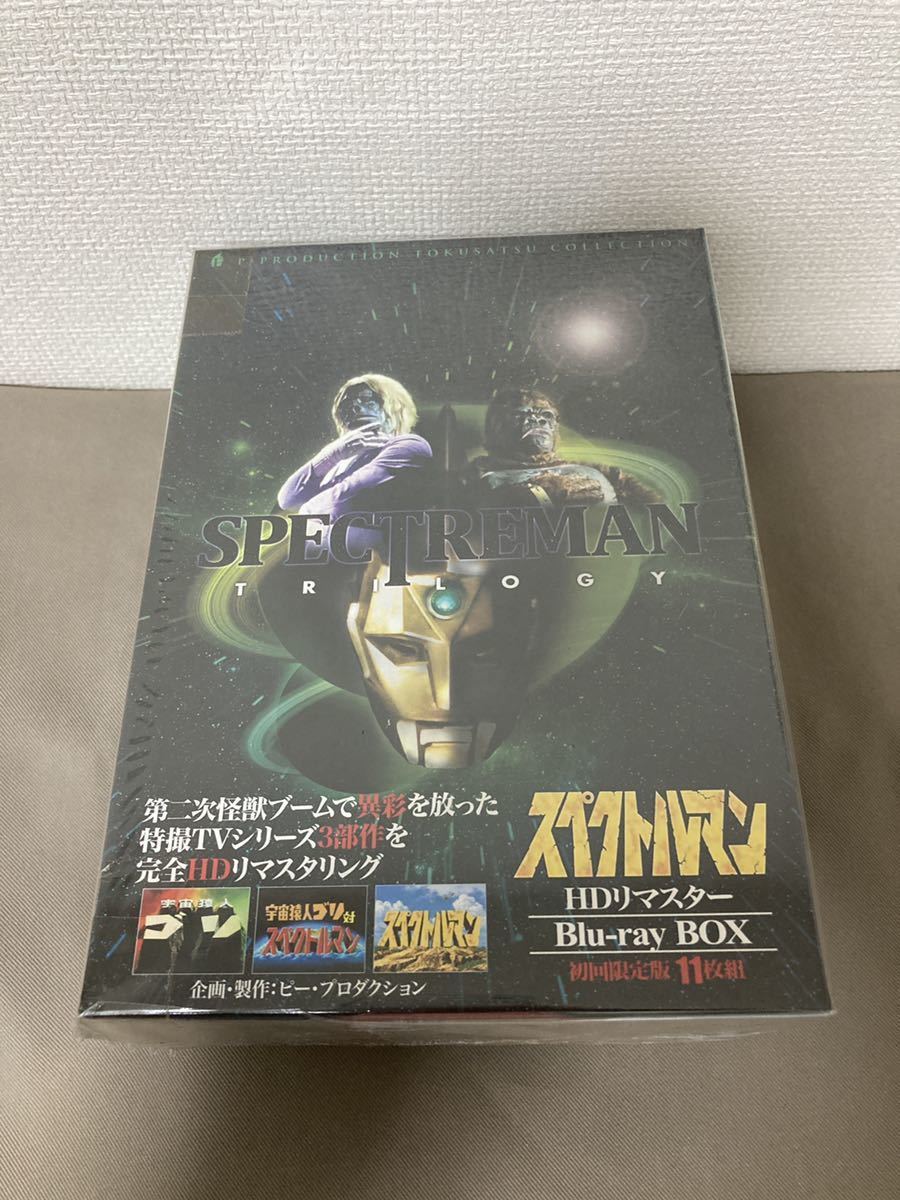 P PRODUCTION TOKUSATSU COLLECTION
SPECTREMAN
TRILOGY
第二次怪獣ブームで異彩を放った
特撮TVシリーズ3部作を
完全HDリマスタリング
宇宙猿人
ゴリ
宇宙猿人ゴリ対
スペクトルマン
スペクトルマン
企画・製作:ピー・プロダクション
スペクトルマン
HDリマスター
Blu-ray BOX
初回限定版 11枚組